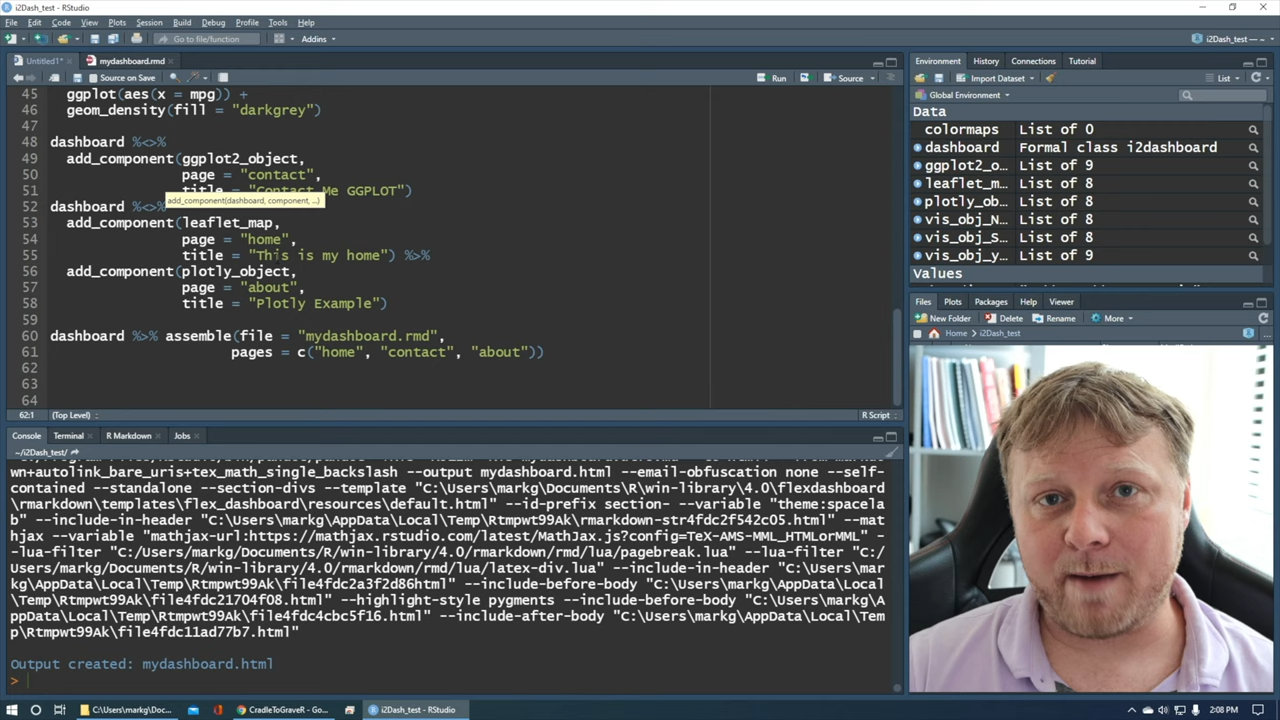 i2Dash_test - RStudio
File Edit Code View Plots Session Build Debug Profile Tools Help
Go to file/function Addins i2Dash_test — ~
Untitled1* mydashboard.rmd
Source on Save Run Source
45 ggplot(aes(x = mpg)) +
46 geom_density(fill = "darkgrey")
47
48 dashboard %<>%
49 add_component(ggplot2_object,
50 page = "contact",
51 title = "Contact Me GGPLOT")
add_component(dashboard, component, ...)
52 dashboard %<>%
53 add_component(leaflet_map,
54 page = "home",
55 title = "This is my home") %>%
56 add_component(plotly_object,
57 page = "about",
58 title = "Plotly Example")
59
60 dashboard %>% assemble(file = "mydashboard.rmd",
61 pages = c("home", "contact", "about"))
62
63
64
62:1 (Top Level) R Script
Console Terminal R Markdown Jobs
~/i2Dash_test/
wn+autolink_bare_uris+tex_math_single_backslash --output mydashboard.html --email-obfuscation none --self-
contained --standalone --section-divs --template "C:\Users\markg\Documents\R\win-library\4.0\flexdashboard
\rmarkdown\templates\flex_dashboard\resources\default.html" --id-prefix section- --variable "theme:spacela
b" --include-in-header "C:\Users\markg\AppData\Local\Temp\Rtmpwt99Ak\rmarkdown-str4fdc2f542c05.html" --mat
hjax --variable "mathjax-url:https://mathjax.rstudio.com/latest/MathJax.js?config=TeX-AMS-MML_HTMLorMML" -
-lua-filter "C:/Users/markg/Documents/R/win-library/4.0/rmarkdown/rmd/lua/pagebreak.lua" --lua-filter "C:/
Users/markg/Documents/R/win-library/4.0/rmarkdown/rmd/lua/latex-div.lua" --include-in-header "C:\Users\mar
kg\AppData\Local\Temp\Rtmpwt99Ak\file4fdc2a3f2d86html" --include-before-body "C:\Users\markg\AppData\Local
\Temp\Rtmpwt99Ak\file4fdc21704f08.html" --highlight-style pygments --include-before-body "C:\Users\markg\A
ppData\Local\Temp\Rtmpwt99Ak\file4fdc4cbc5f16.html" --include-after-body "C:\Users\markg\AppData\Local\Tem
p\Rtmpwt99Ak\file4fdc11ad77b7.html"
Output created: mydashboard.html
>
Environment History Connections Tutorial
Import Dataset List
Global Environment
Data
colormaps List of 0
dashboard Formal class i2dashboard
ggplot2_o… List of 9
leaflet_m… List of 8
plotly_ob… List of 8
vis_obj_N… List of 8
vis_obj_S… List of 8
vis_obj_y… List of 9
Values
Files Plots Packages Help Viewer
New Folder Delete Rename More
Home i2Dash_test
C:\Users\markg\Doc... CradleToGraveR - Go... i2Dash_test - RStudio 2:08 PM